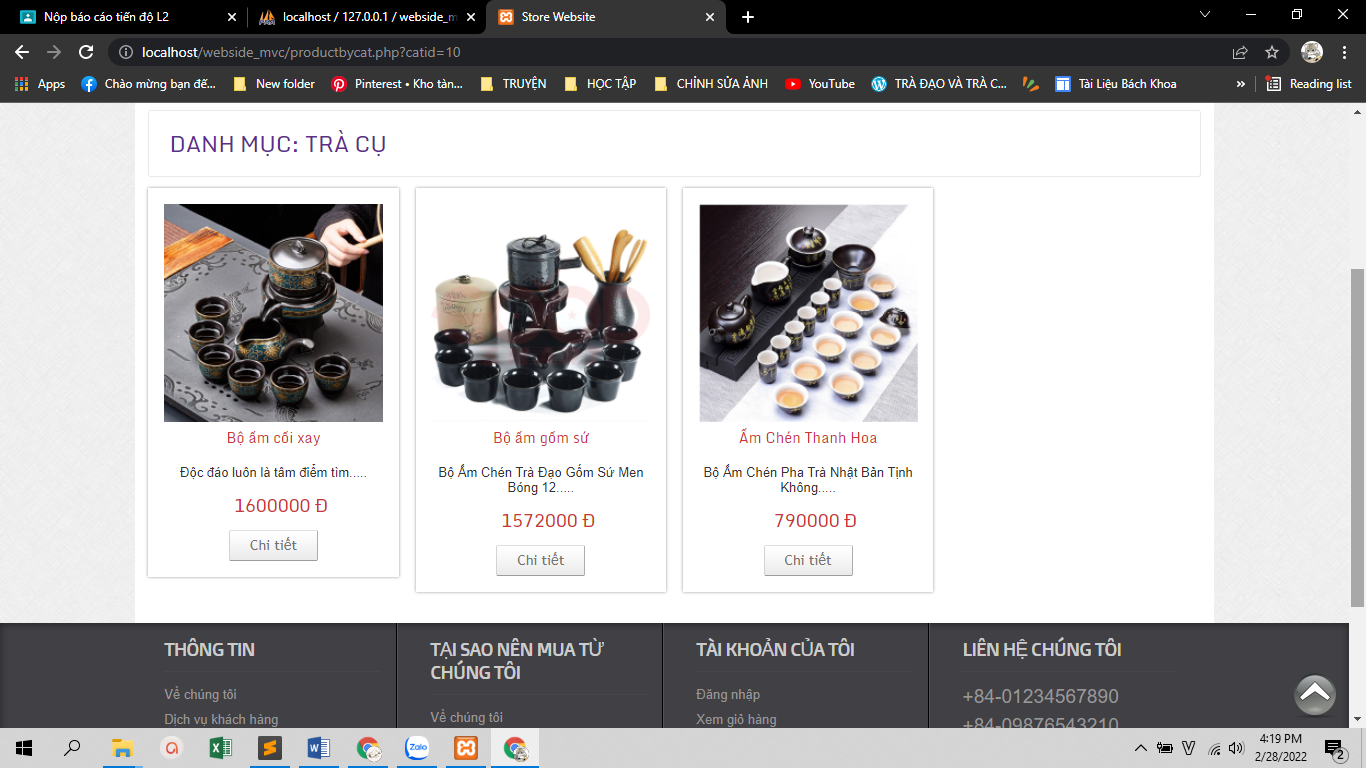 Nộp báo cáo tiến độ L2
localhost / 127.0.0.1 / webside_m
Store Website
localhost/webside_mvc/productbycat.php?catid=10
Apps
Chào mừng bạn đế...
New folder
Pinterest • Kho tàn...
TRUYỆN
HỌC TẬP
CHỈNH SỬA ẢNH
YouTube
TRÀ ĐẠO VÀ TRÀ C...
Tài Liệu Bách Khoa
»
Reading list
DANH MỤC: TRÀ CỤ
Bộ ấm cối xay
Độc đáo luôn là tâm điểm tìm.....
1600000 Đ
Chi tiết
Bộ ấm gốm sứ
Bộ Ấm Chén Trà Đạo Gốm Sứ Men
Bóng 12.....
1572000 Đ
Chi tiết
Ấm Chén Thanh Hoa
Bộ Ấm Chén Pha Trà Nhật Bản Tịnh
Không.....
790000 Đ
Chi tiết
THÔNG TIN
Về chúng tôi
Dịch vụ khách hàng
TẠI SAO NÊN MUA TỪ
CHÚNG TÔI
Về chúng tôi
TÀI KHOẢN CỦA TÔI
Đăng nhập
Xem giỏ hàng
LIÊN HỆ CHÚNG TÔI
+84-01234567890
+84-09876543210
Zalo
4:19 PM
2/28/2022
2